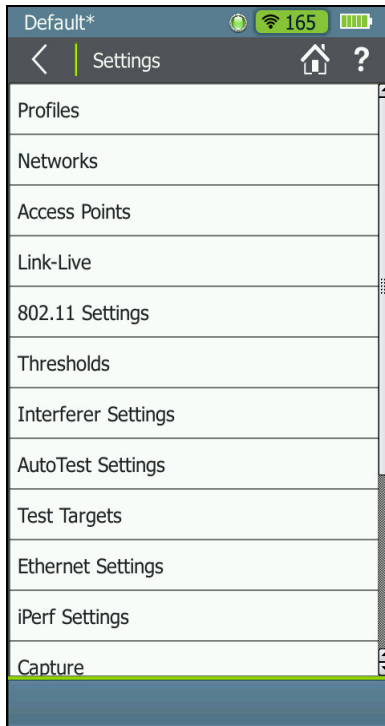 Default*
165
Settings
?
Profiles
Networks
Access Points
Link-Live
802.11 Settings
Thresholds
Interferer Settings
AutoTest Settings
Test Targets
Ethernet Settings
iPerf Settings
Capture